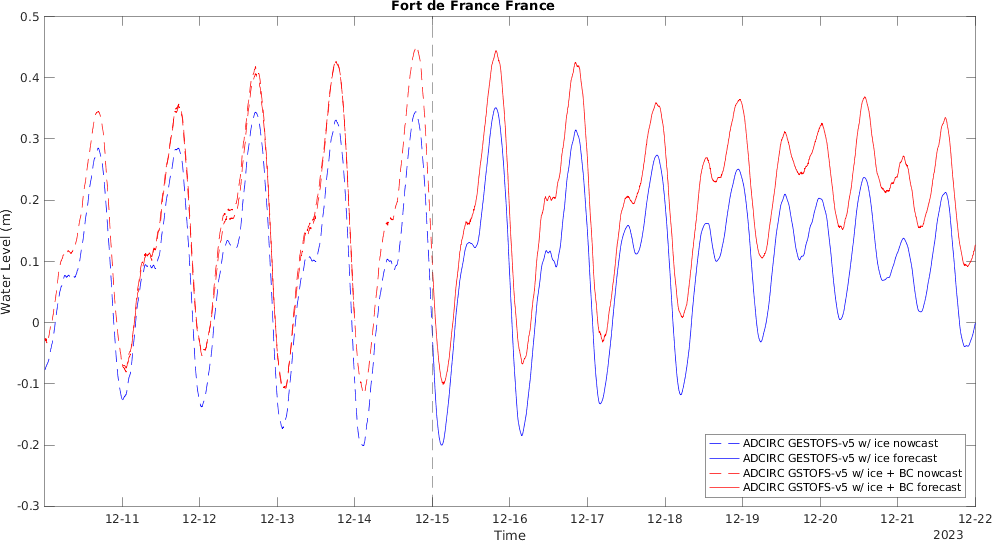 Fort de France France
Water Level (m)
0.5
0.4
0.3
0.2
0.1
0
-0.1
-0.2
-0.3
ADCIRC GESTOFS-v5 w/ ice nowcast
ADCIRC GESTOFS-v5 w/ ice forecast
ADCIRC GSTOFS-v5 w/ ice + BC nowcast
ADCIRC GSTOFS-v5 w/ ice + BC forecast
12-11 12-12 12-13 12-14 12-15 12-16 12-17 12-18 12-19 12-20 12-21 12-22
Time
2023